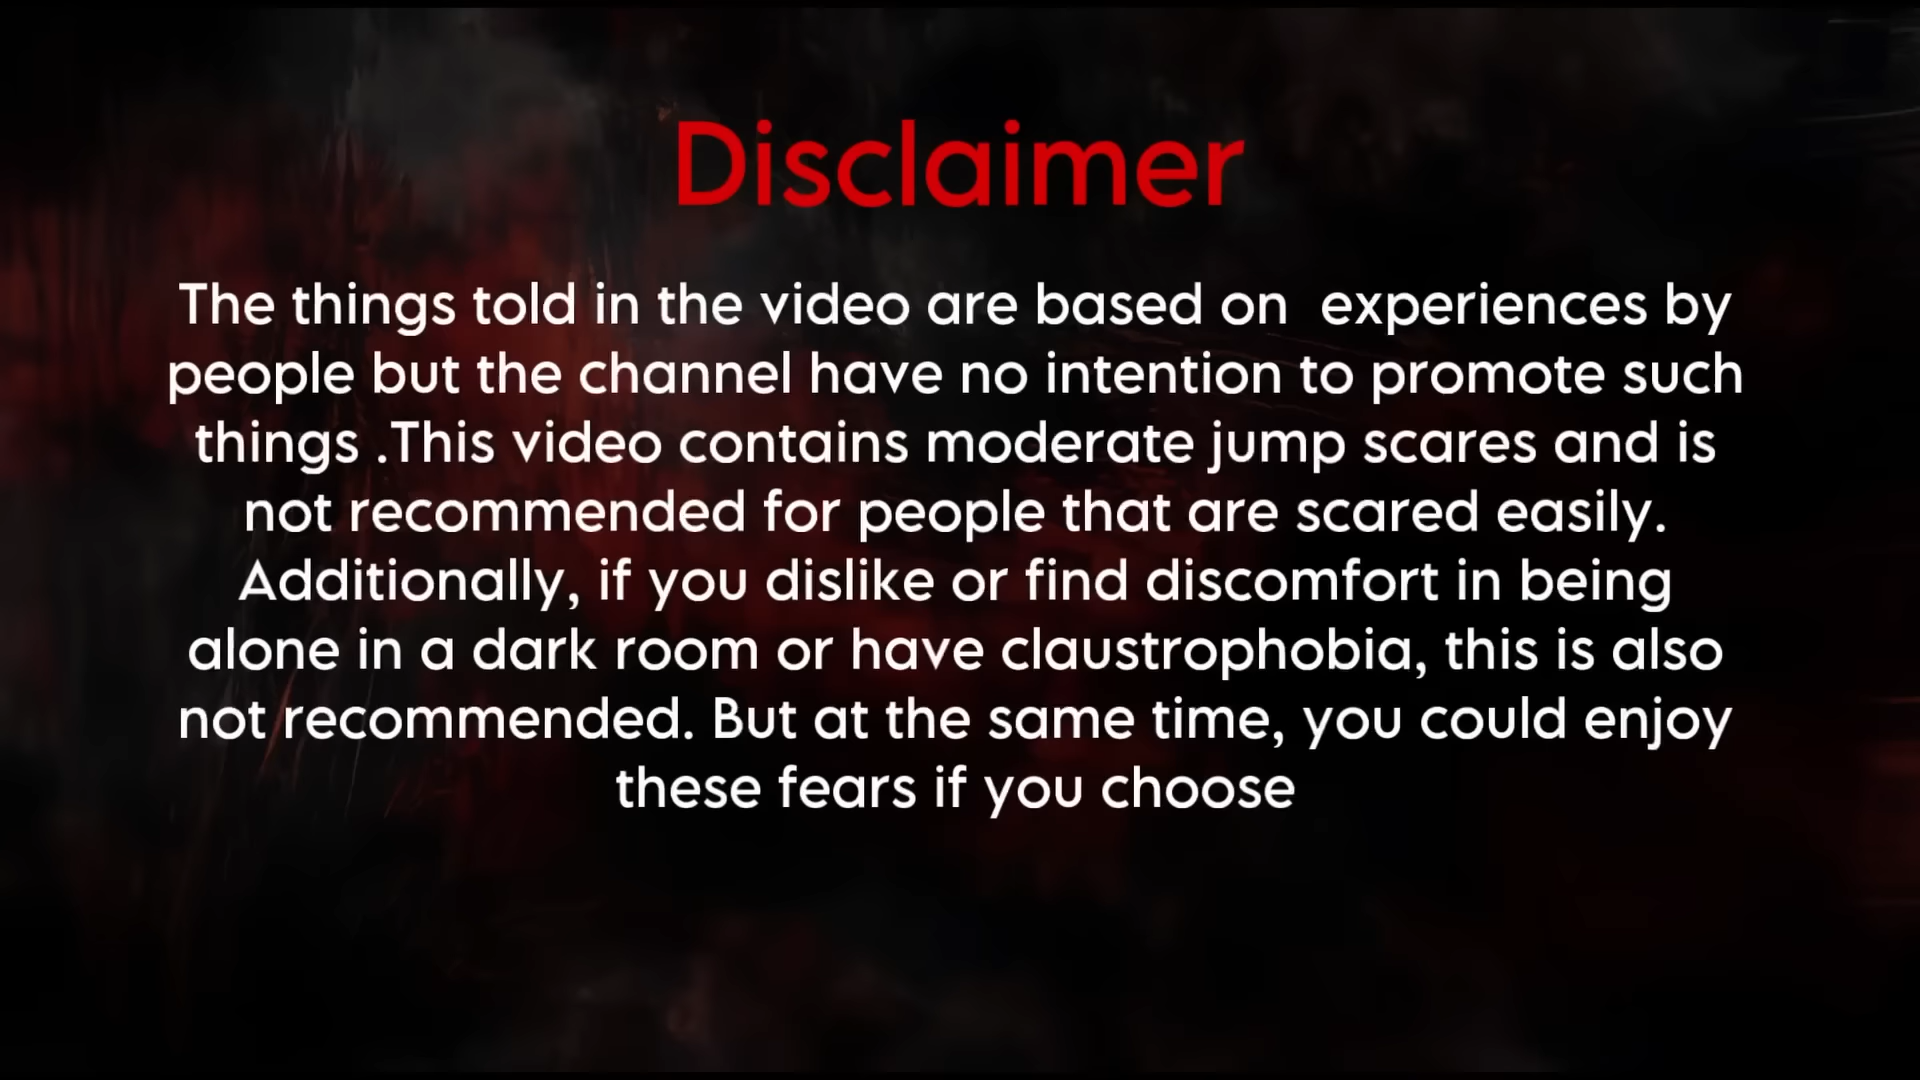 Disclaimer
The things told in the video are based on  experiences by
people but the channel have no intention to promote such
things .This video contains moderate jump scares and is
not recommended for people that are scared easily.
Additionally, if you dislike or find discomfort in being
alone in a dark room or have claustrophobia, this is also
not recommended. But at the same time, you could enjoy
these fears if you choose